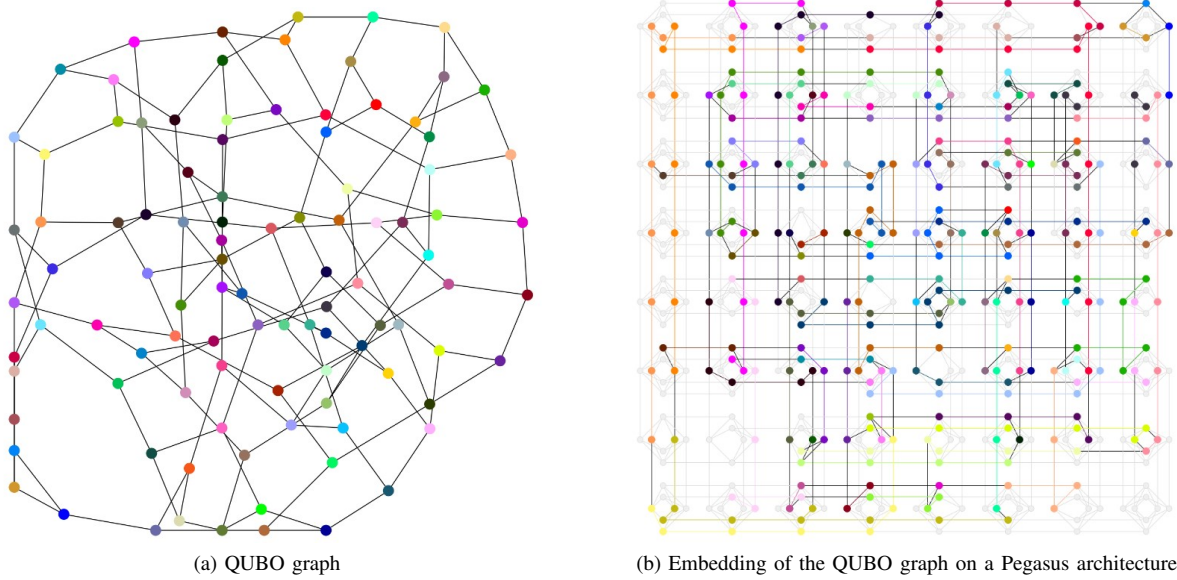 (a) QUBO graph
(b) Embedding of the QUBO graph on a Pegasus architecture